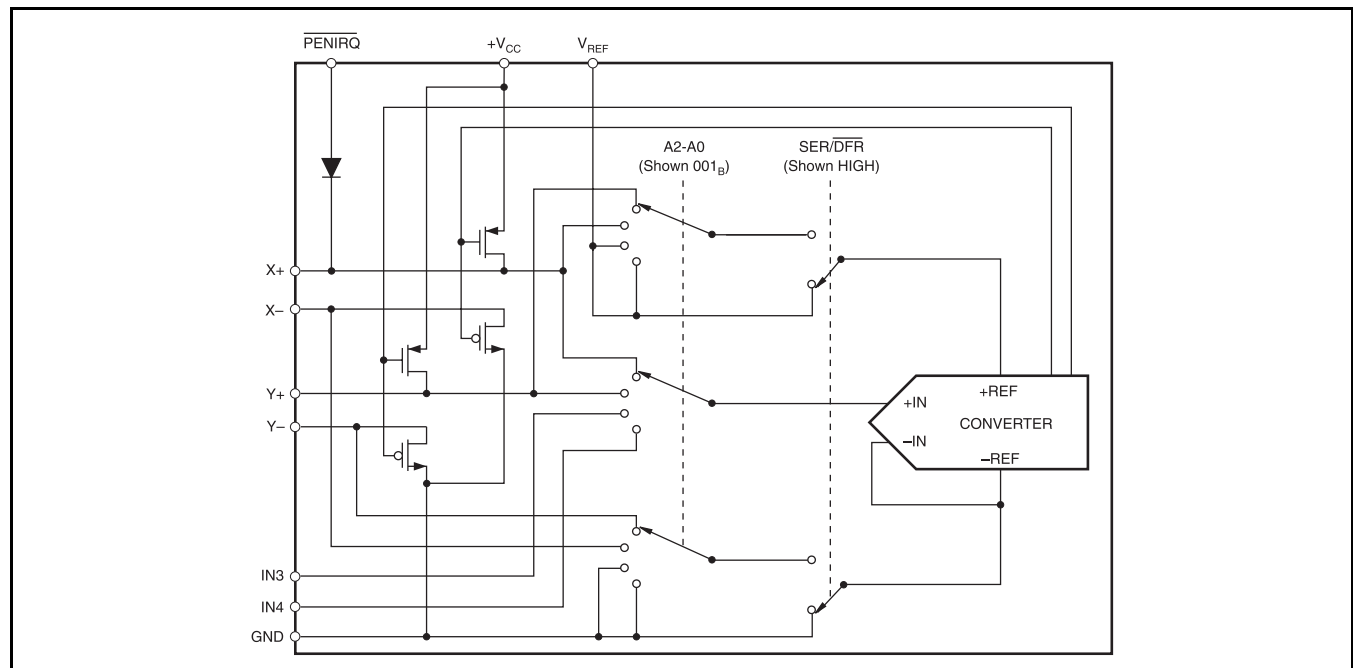 PENIRQ
+VCC
VREF
A2-A0
(Shown 001B)
SER/DFR
(Shown HIGH)
X+
X–
Y+
Y–
+REF
+IN
CONVERTER
–IN
–REF
IN3
IN4
GND